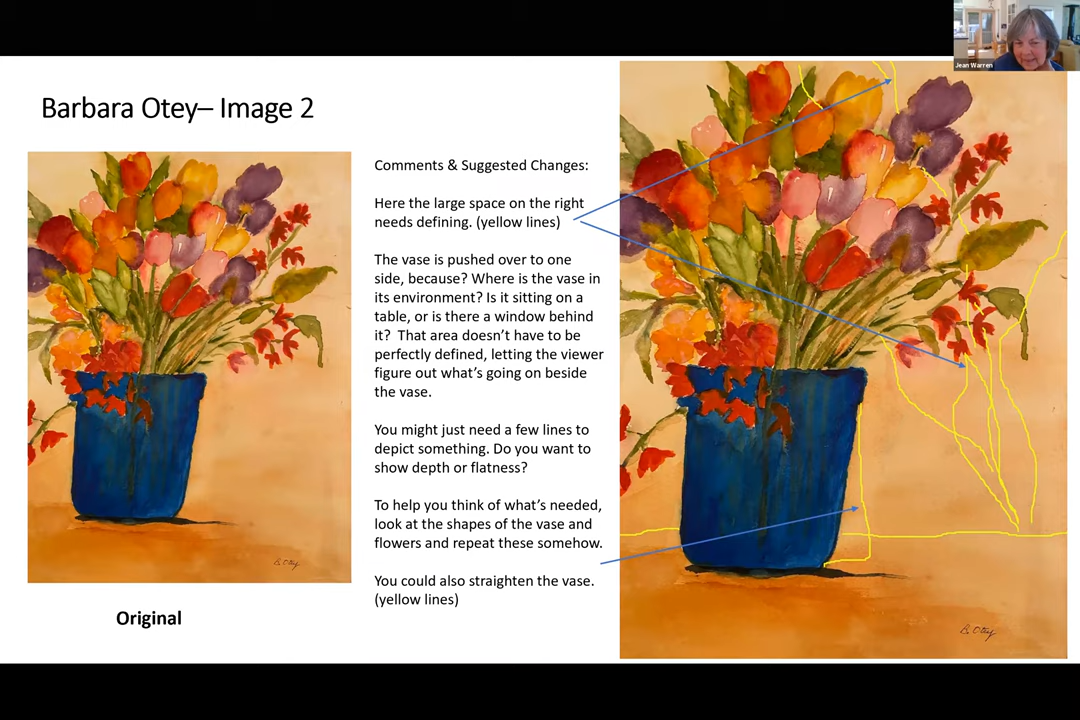 Jean Warren
Barbara Otey– Image 2
Comments & Suggested Changes:
Here the large space on the right
needs defining. (yellow lines)
The vase is pushed over to one
side, because? Where is the vase in
its environment? Is it sitting on a
table, or is there a window behind
it?  That area doesn’t have to be
perfectly defined, letting the viewer
figure out what’s going on beside
the vase.
You might just need a few lines to
depict something. Do you want to
show depth or flatness?
To help you think of what’s needed,
look at the shapes of the vase and
flowers and repeat these somehow.
You could also straighten the vase.
(yellow lines)
Original
B. Otey
B. Otey